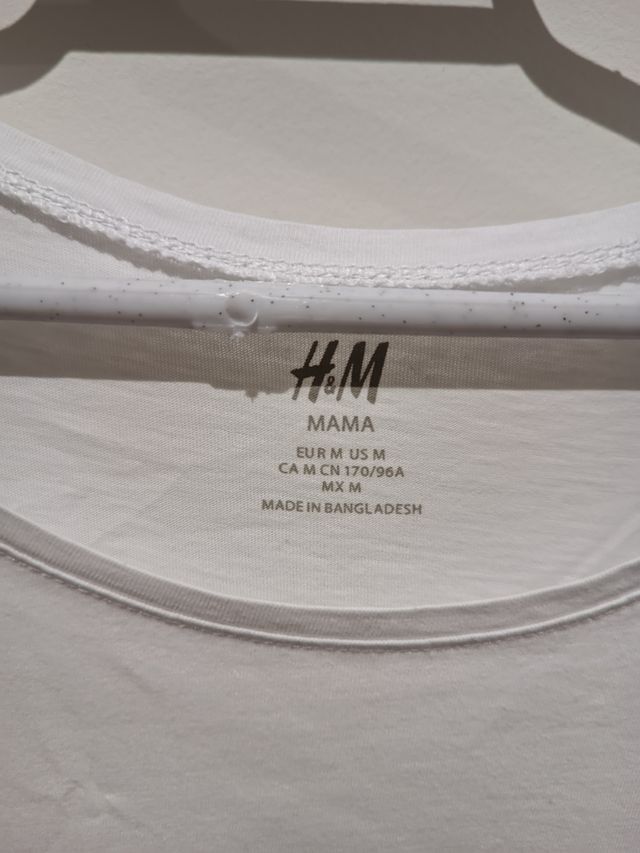 H&M
MAMA
EUR M US M
CA M CN 170/96A
MX M
MADE IN BANGLADESH